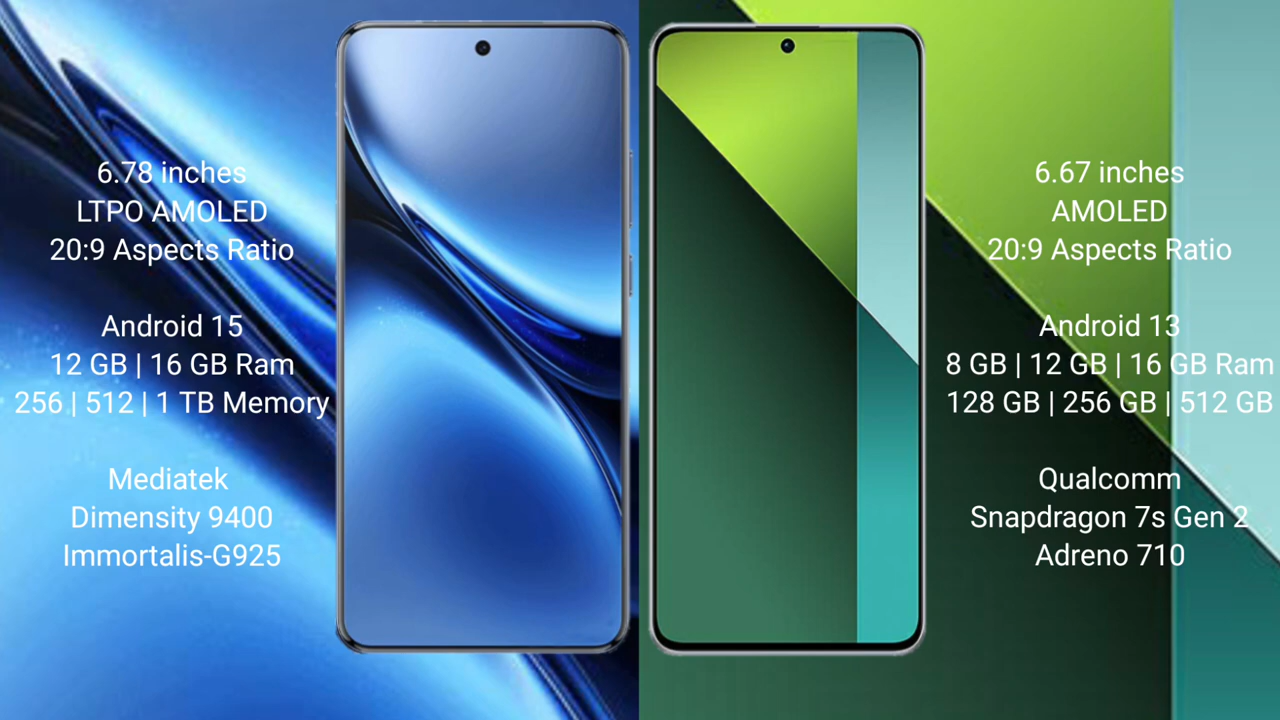 6.78 inches
LTPO AMOLED
20:9 Aspects Ratio
Android 15
12 GB | 16 GB Ram
256 | 512 | 1 TB Memory
Mediatek
Dimensity 9400
Immortalis-G925
6.67 inches
AMOLED
20:9 Aspects Ratio
Android 13
8 GB | 12 GB | 16 GB Ram
128 GB | 256 GB | 512 GB
Qualcomm
Snapdragon 7s Gen 2
Adreno 710